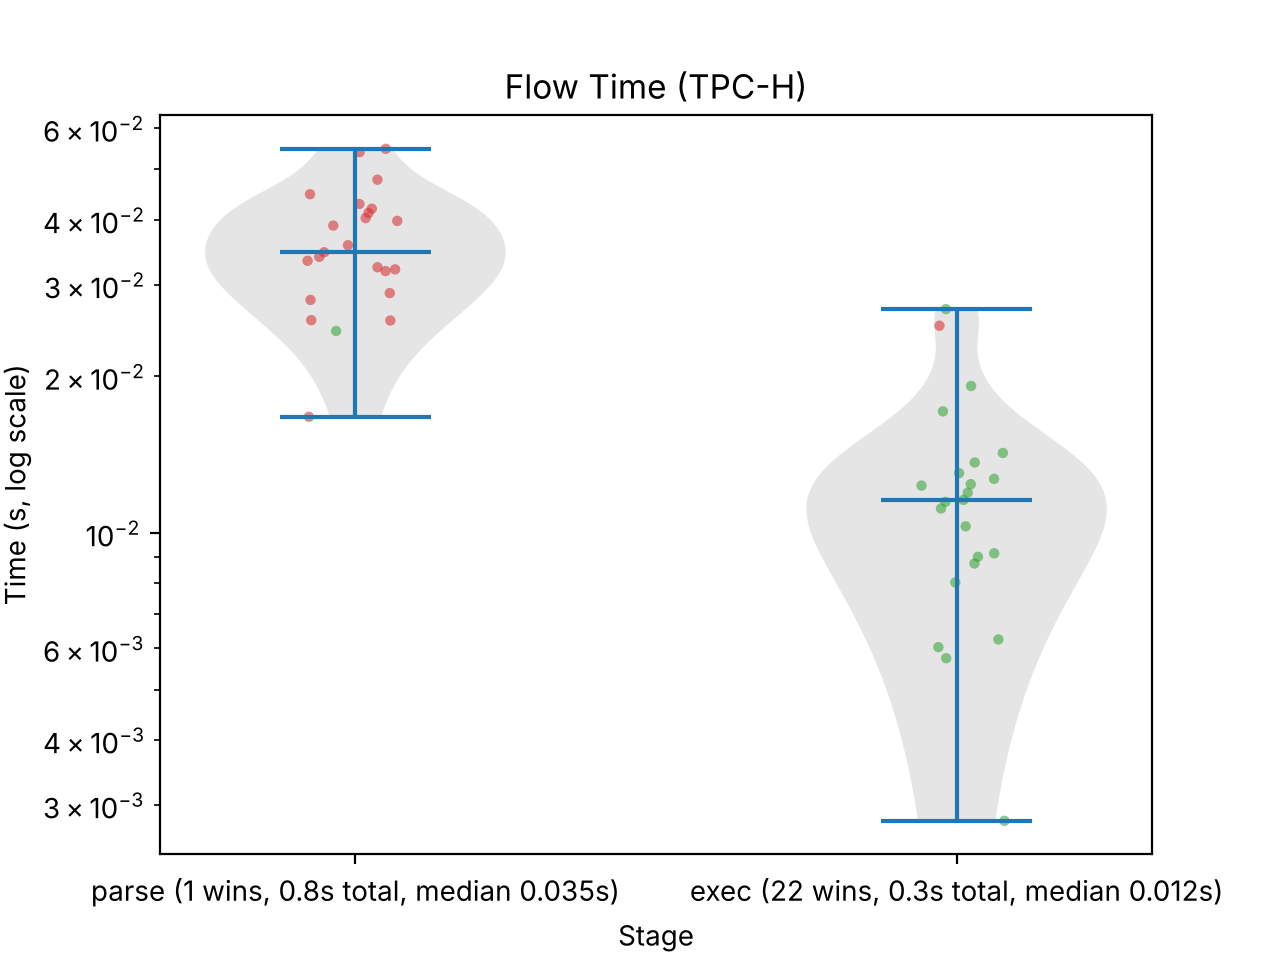 Flow Time (TPC-H)
Time (s, log scale)
6 × 10⁻²
4 × 10⁻²
3 × 10⁻²
2 × 10⁻²
10⁻²
6 × 10⁻³
4 × 10⁻³
3 × 10⁻³
parse (1 wins, 0.8s total, median 0.035s)
exec (22 wins, 0.3s total, median 0.012s)
Stage